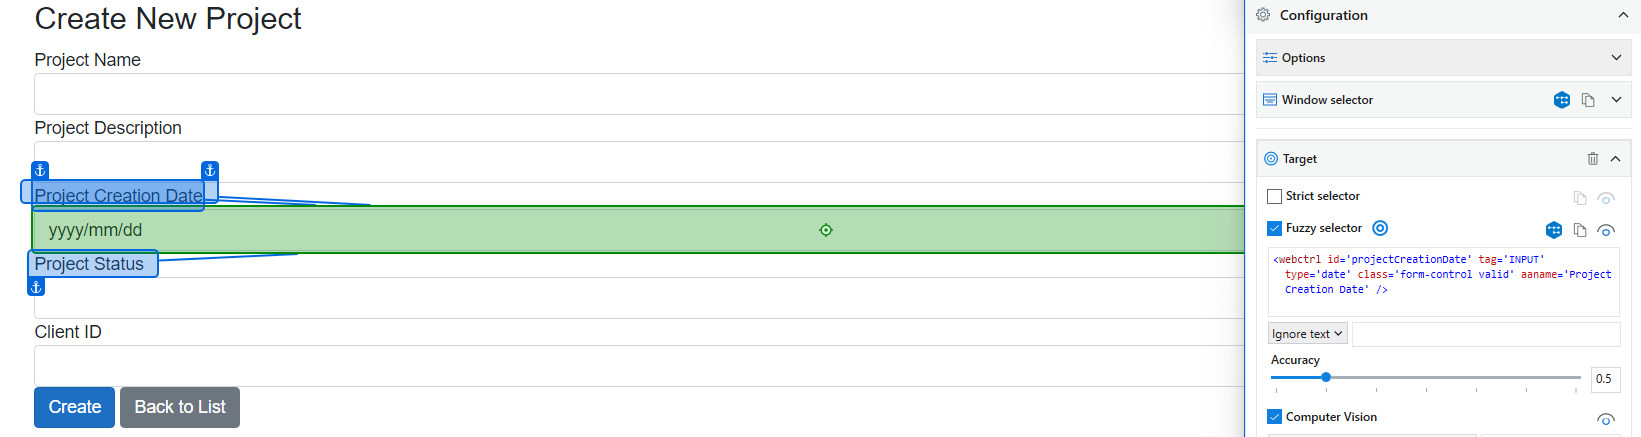 Create New Project
Project Name
Project Description
Project Creation Date
yyyy/mm/dd
Project Status
Client ID
Create
Back to List
Configuration
Options
Window selector
Target
Strict selector
Fuzzy selector
<webctrl id='projectCreationDate' tag='INPUT'
type='date' class='form-control valid' aaname='Project
Creation Date' />
Ignore text
Accuracy
0.5
Computer Vision